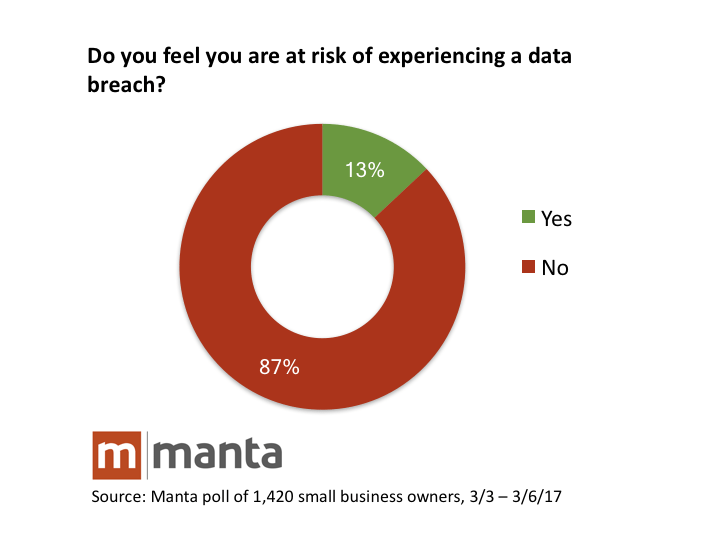 Do you feel you are at risk of experiencing a data
breach?
13%
Yes
No
87%
m manta
Source: Manta poll of 1,420 small business owners, 3/3 – 3/6/17